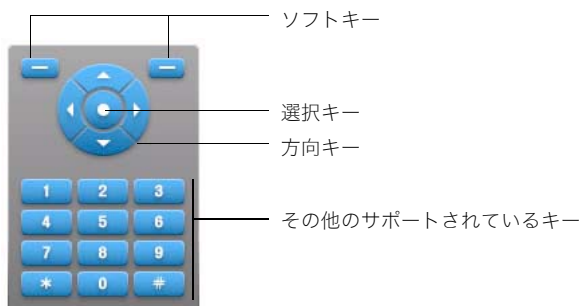 ソフトキー
選択キー
方向キー
1 2 3
4 5 6
その他のサポートされているキー
7 8 9
* 0 #